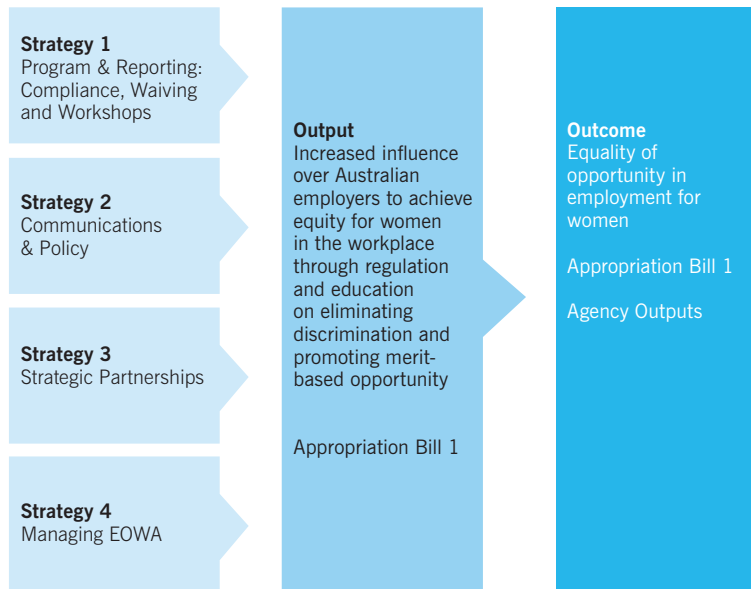 Strategy 1
Program & Reporting:
Compliance, Waiving
and Workshops
Strategy 2
Communications
& Policy
Strategy 3
Strategic Partnerships
Strategy 4
Managing EOWA
Output
Increased influence
over Australian
employers to achieve
equity for women
in the workplace
through regulation
and education
on eliminating
discrimination and
promoting merit-
based opportunity
Appropriation Bill 1
Outcome
Equality of
opportunity in
employment for
women
Appropriation Bill 1
Agency Outputs